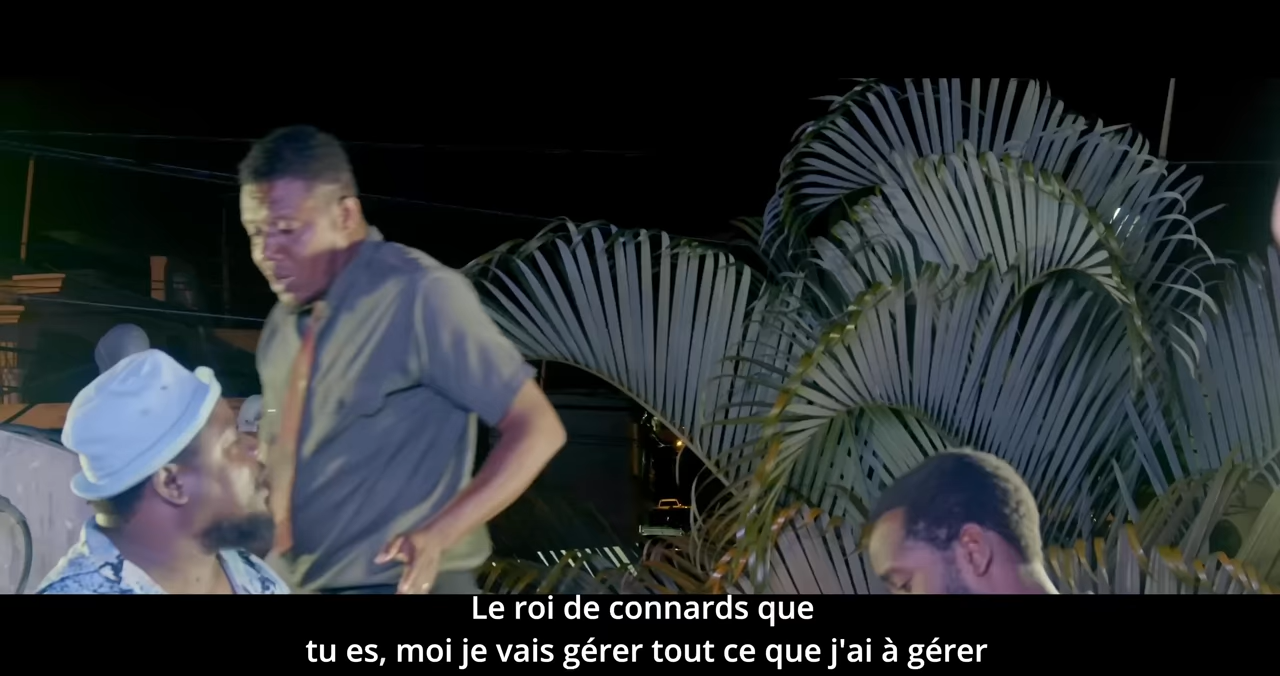 Le roi de connards que
tu es, moi je vais gérer tout ce que j'ai à gérer